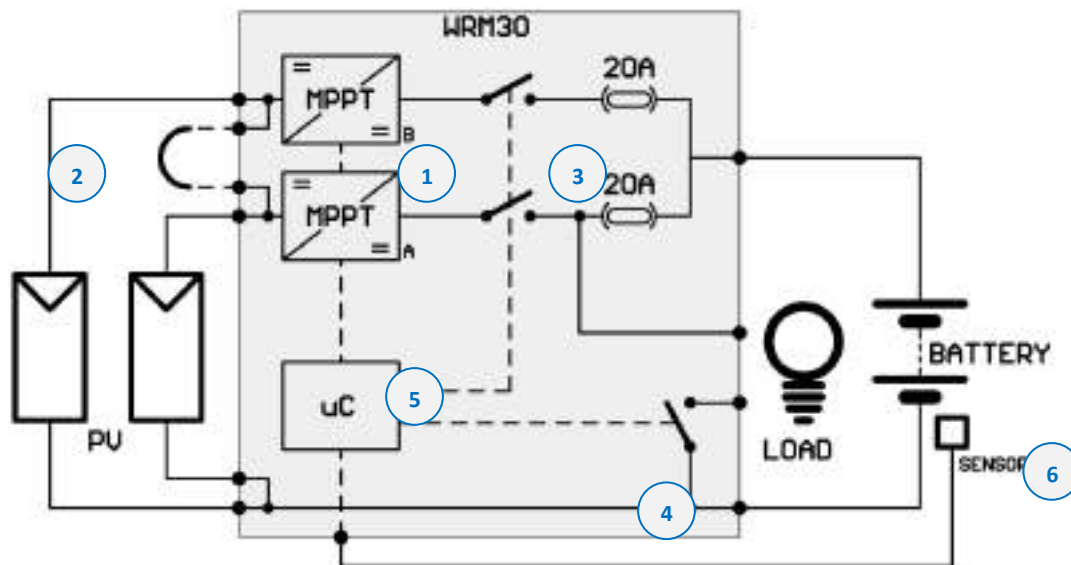 WRM30
20A
MPPT
B
2
1
3
20A
MPPT
A
BATTERY
uC
5
PV
LOAD
SENSOR
6
4